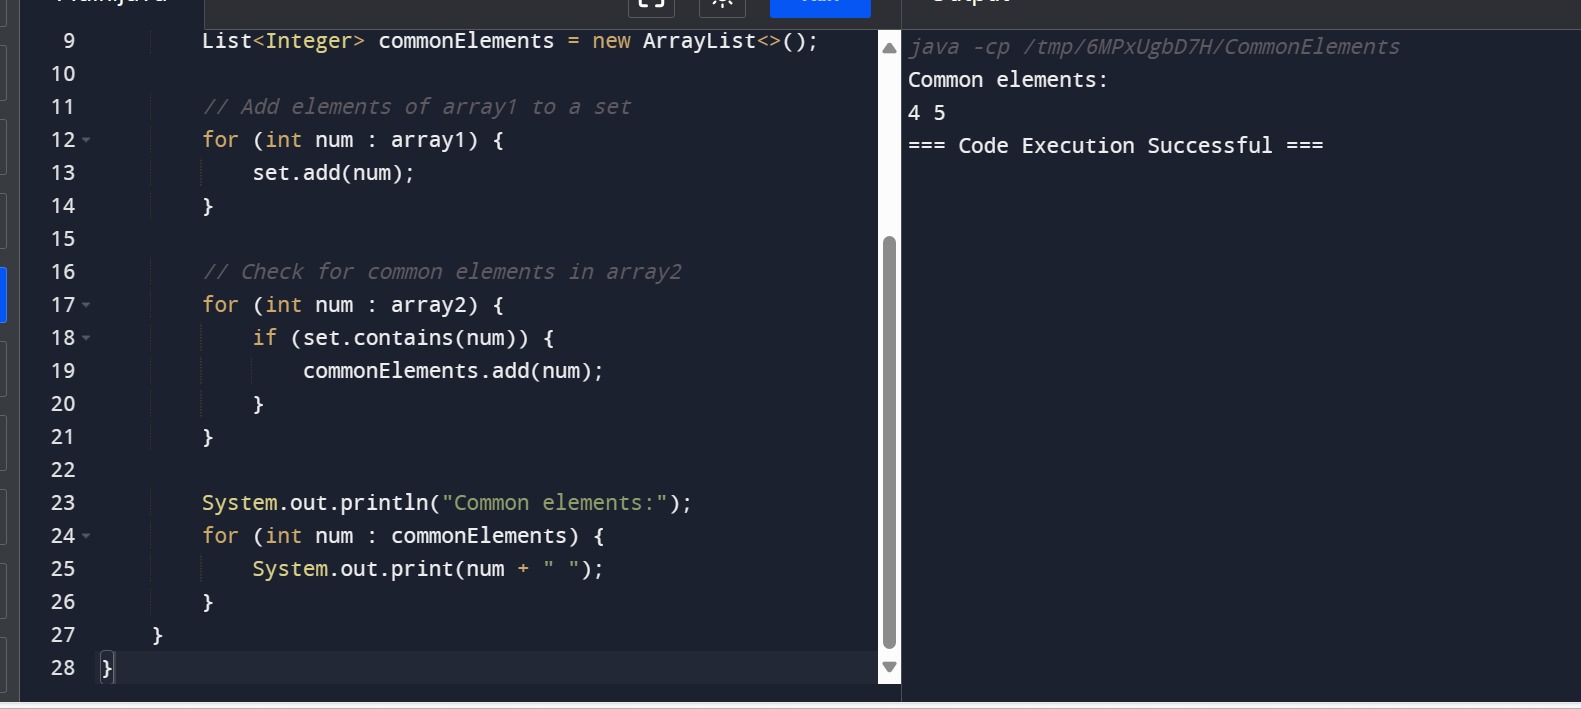 9 List<Integer> commonElements = new ArrayList<>();
10
11 // Add elements of array1 to a set
12 for (int num : array1) {
13 set.add(num);
14 }
15
16 // Check for common elements in array2
17 for (int num : array2) {
18 if (set.contains(num)) {
19 commonElements.add(num);
20 }
21 }
22
23 System.out.println("Common elements:");
24 for (int num : commonElements) {
25 System.out.print(num + " ");
26 }
27 }
28 }
java -cp /tmp/6MPxUgbD7H/CommonElements
Common elements:
4 5
=== Code Execution Successful ===